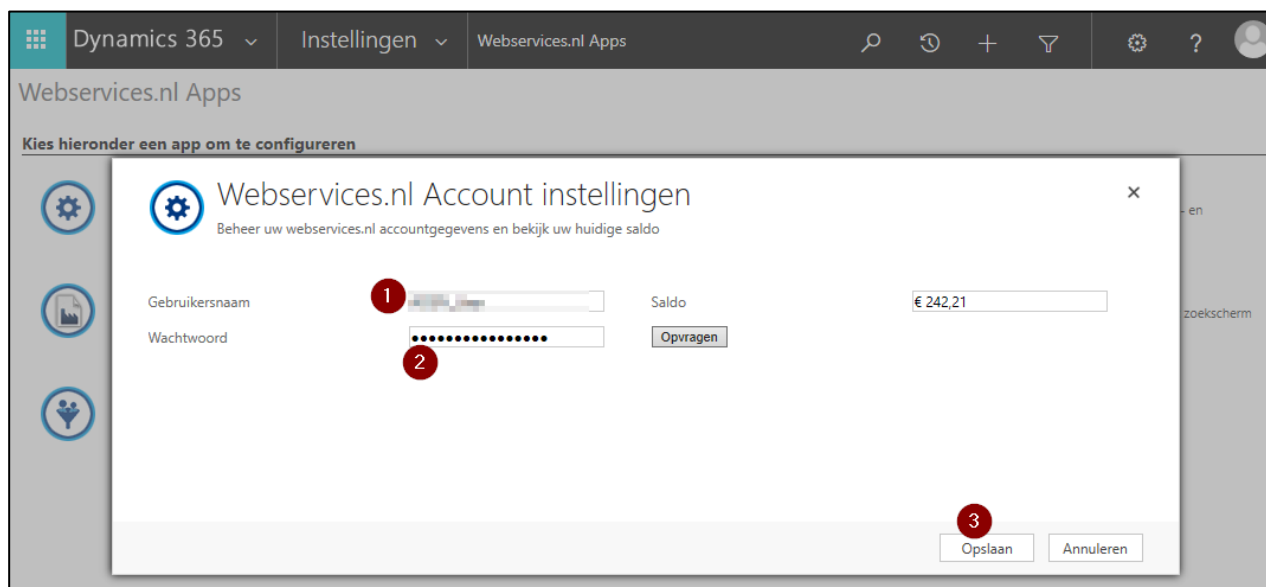 Dynamics 365 Instellingen Webservices.nl Apps
Webservices.nl Apps
Kies hieronder een app om te configureren
Webservices.nl Account instellingen
Beheer uw webservices.nl accountgegevens en bekijk uw huidige saldo
- en
Gebruikersnaam 1 Saldo € 242,21
zoekscherm
Wachtwoord •••••••••••••••• Opvragen
2
3
Opslaan Annuleren